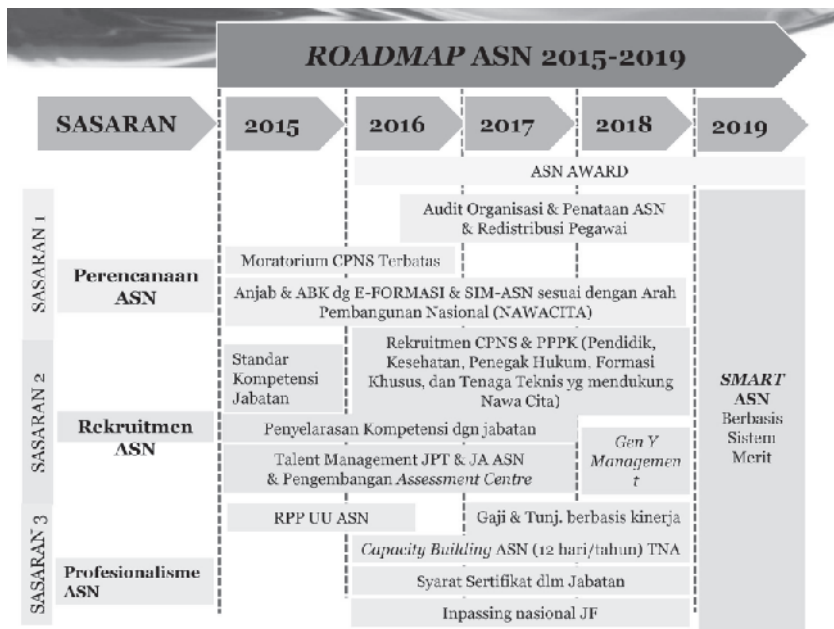 ROADMAP ASN 2015-2019
SASARAN
2015
2016
2017
2018
2019
ASN AWARD
SASARAN 1
Perencanaan
ASN
Audit Organisasi & Penataan ASN
& Redistribusi Pegawai
Moratorium CPNS Terbatas
Anjab & ABK dg E-FORMASI & SIM-ASN sesuai dengan Arah
Pembangunan Nasional (NAWACITA)
SASARAN 2
Rekruitmen
ASN
Standar
Kompetensi
Jabatan
Rekruitmen CPNS & PPPK (Pendidik,
Kesehatan, Penegak Hukum, Formasi
Khusus, dan Tenaga Teknis yg mendukung
Nawa Cita)
Penyelarasan Kompetensi dgn jabatan
Talent Management JPT & JA ASN
& Pengembangan Assessment Centre
Gen Y
Managemen
t
SASARAN 3
Profesionalisme
ASN
RPP UU ASN
Gaji & Tunj. berbasis kinerja
Capacity Building ASN (12 hari/tahun) TNA
Syarat Sertifikat dlm Jabatan
Inpassing nasional JF
SMART
ASN
Berbasis
Sistem
Merit